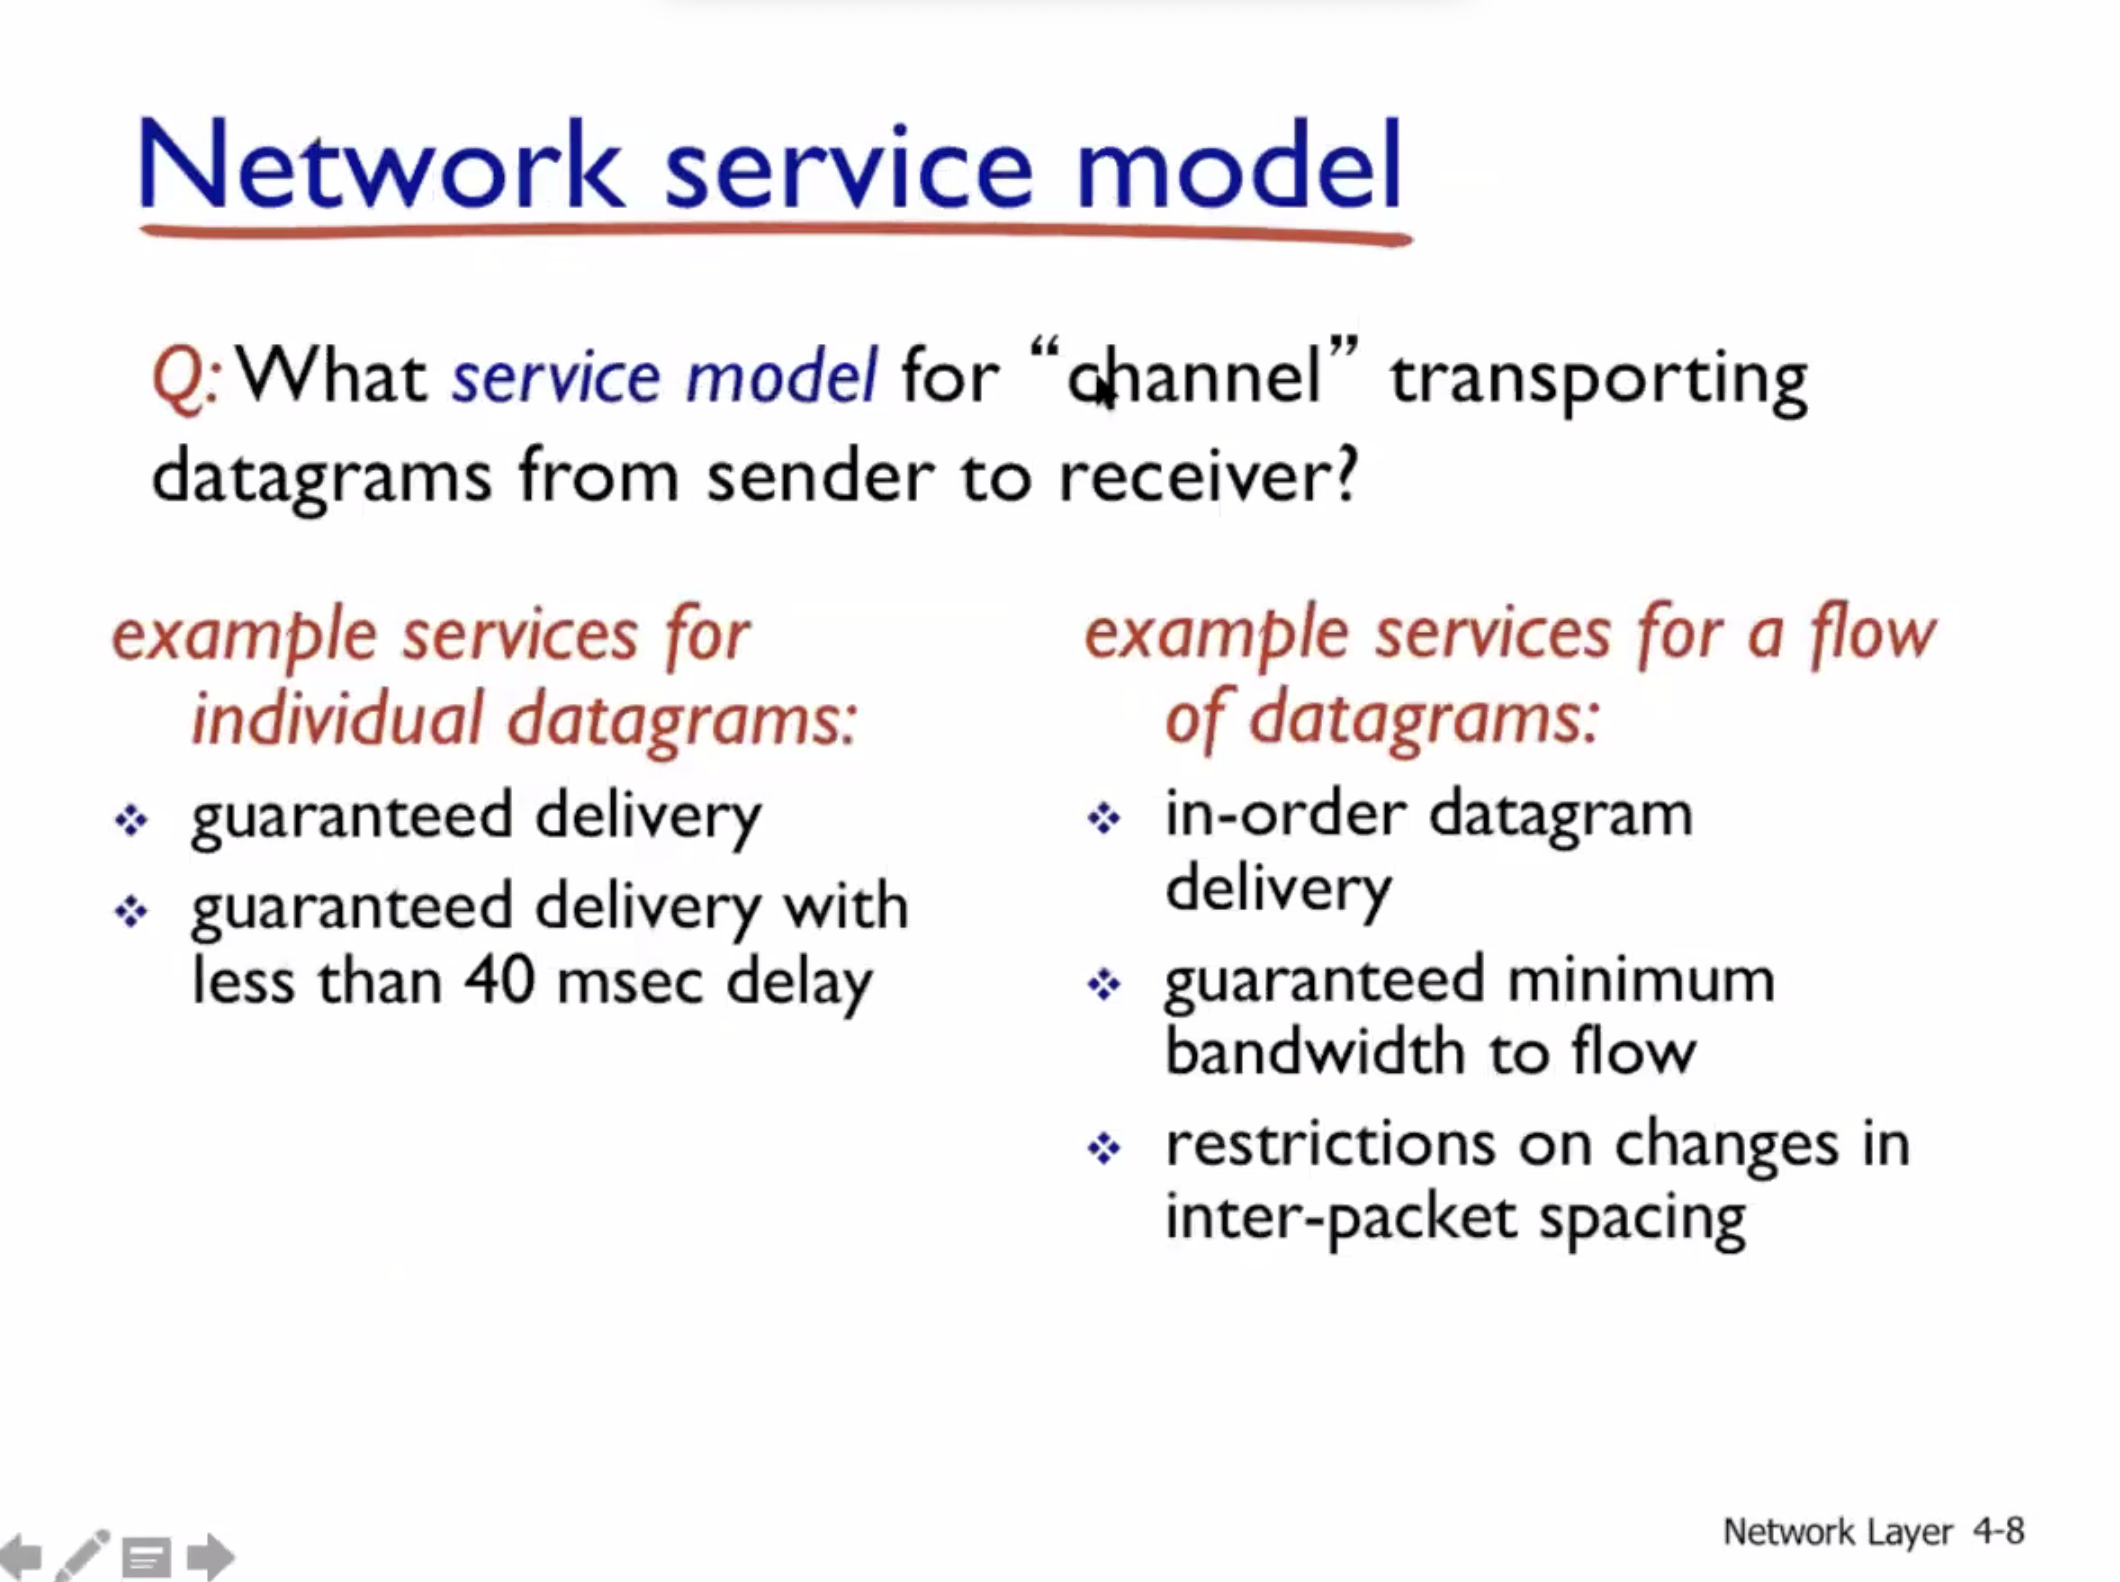 Network service model
Q: What service model for “channel” transporting
datagrams from sender to receiver?
example services for
individual datagrams:
❖ guaranteed delivery
❖ guaranteed delivery with
less than 40 msec delay
example services for a flow
of datagrams:
❖ in-order datagram
delivery
❖ guaranteed minimum
bandwidth to flow
❖ restrictions on changes in
inter-packet spacing
Network Layer 4-8